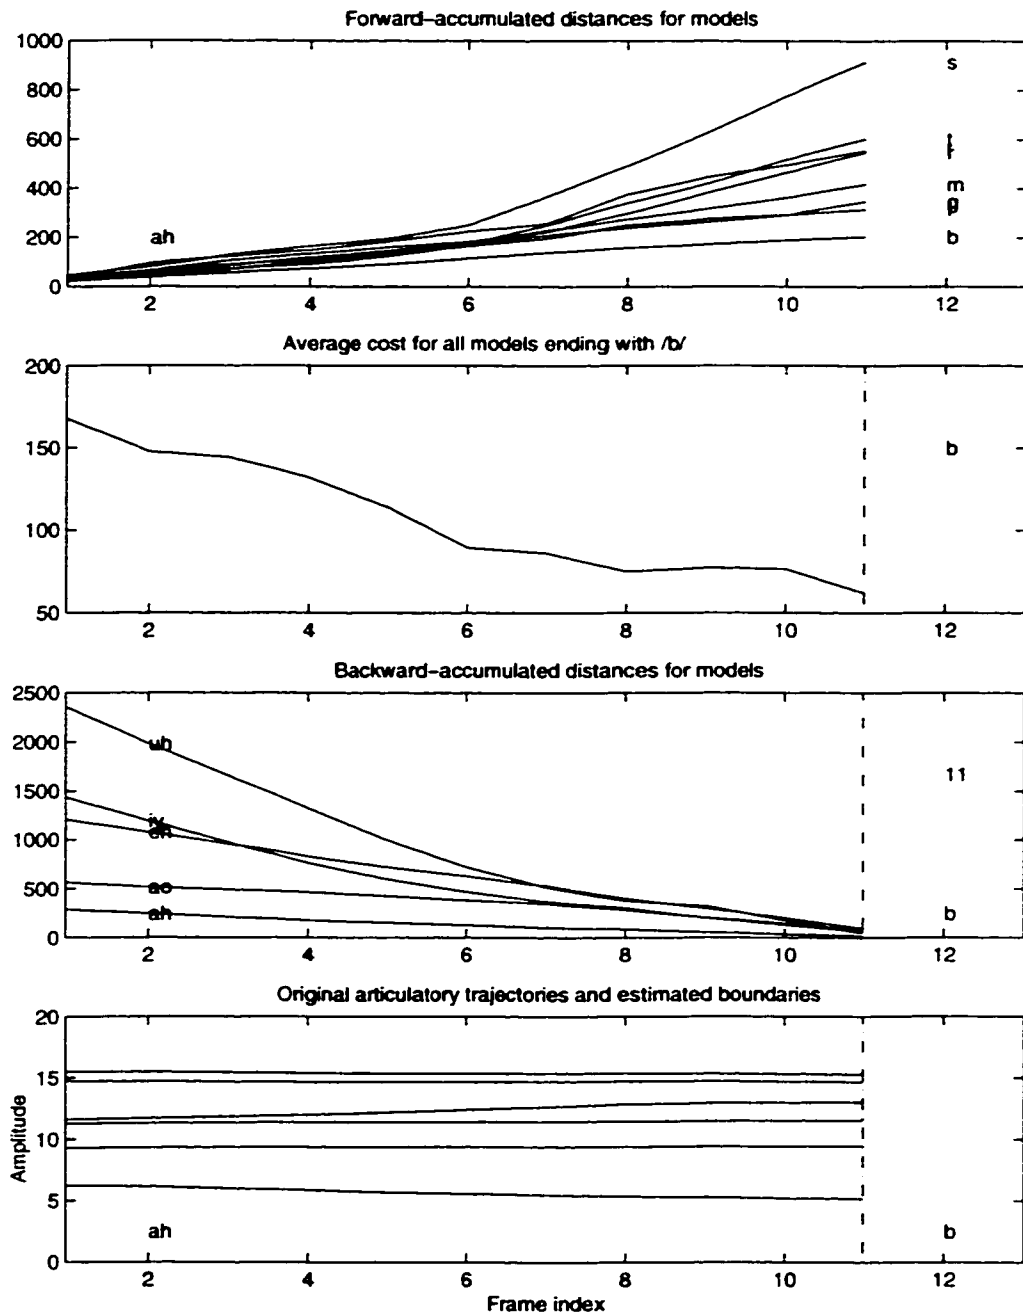 Forward–accumulated distances for models
1000
800
600
400
200
0
s
m
g
b
ah
2 4 6 8 10 12
Average cost for all models ending with /b/
200
150
100
50
b
2 4 6 8 10 12
Backward–accumulated distances for models
2500
2000
1500
1000
500
0
uh
iy
eh
ao
ah
11
b
2 4 6 8 10 12
Original articulatory trajectories and estimated boundaries
20
15
10
5
0
Amplitude
ah
b
2 4 6 8 10 12
Frame index